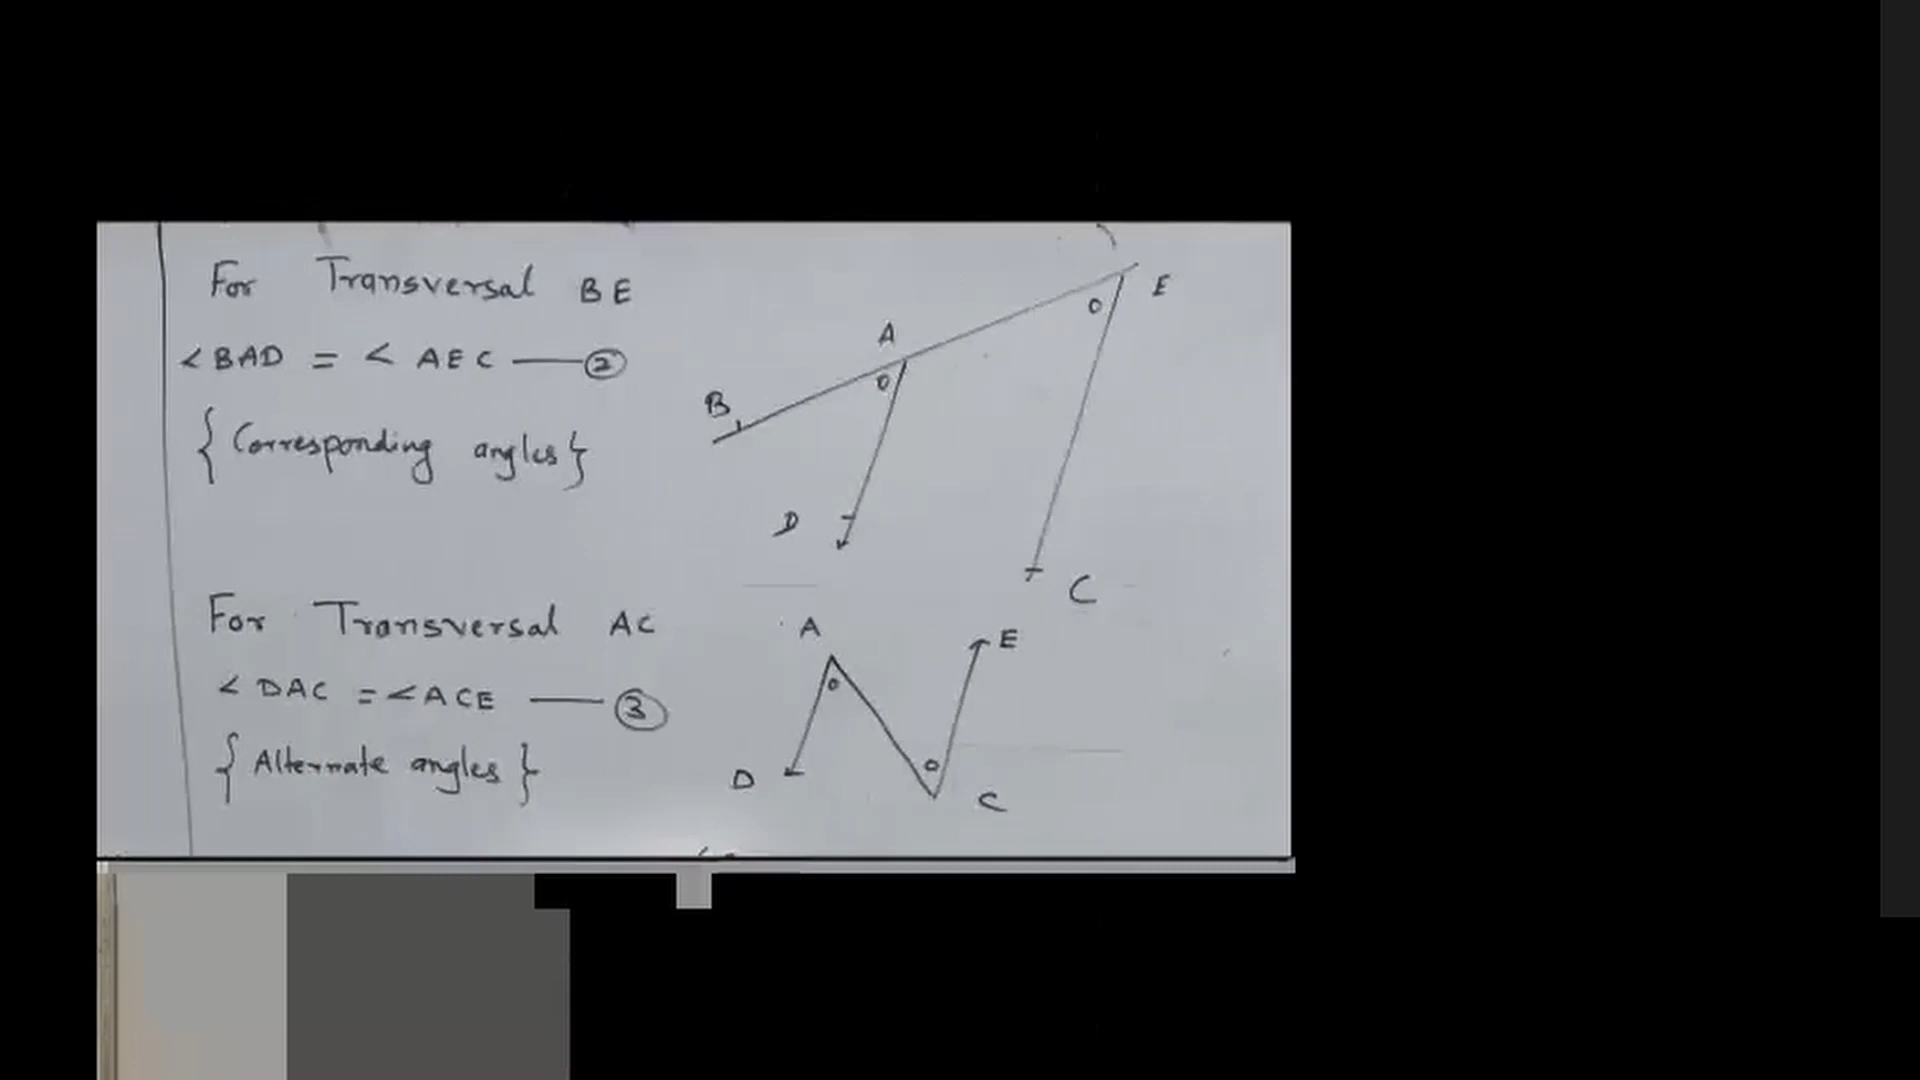 For Transversal BE
<BAD = < AEC —— ②
{Corresponding angles}
For Transversal AC
< DAC = <ACE —— ③
{Alternate angles}
A
E
O
B
O
D
C
A
E
O
D
O
C